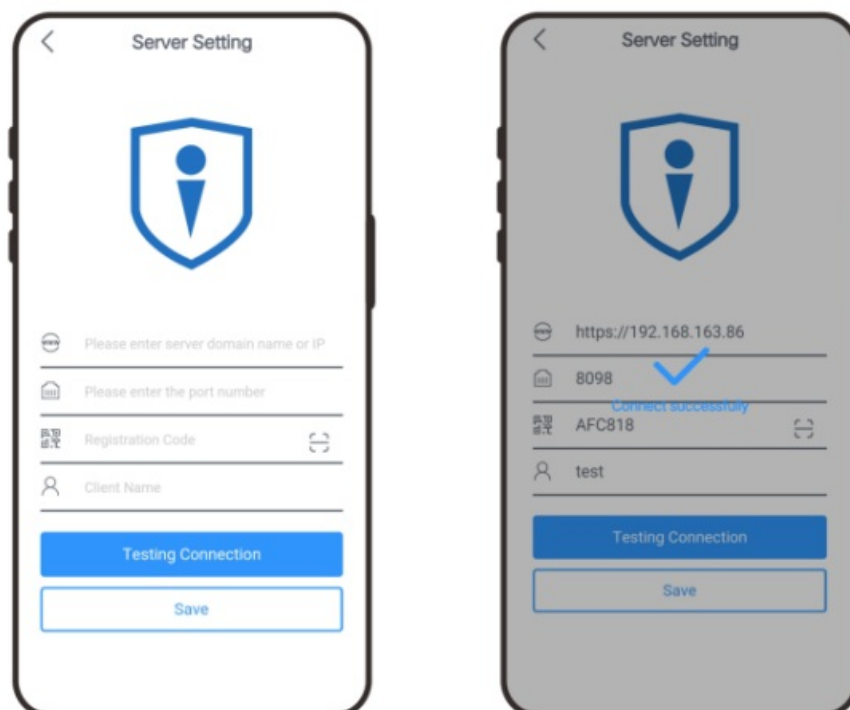 Server Setting
Please enter server domain name or IP
Please enter the port number
Registration Code
Client Name
Testing Connection
Save
Server Setting
https://192.168.163.86
8098
Connect successfully
AFC818
test
Testing Connection
Save